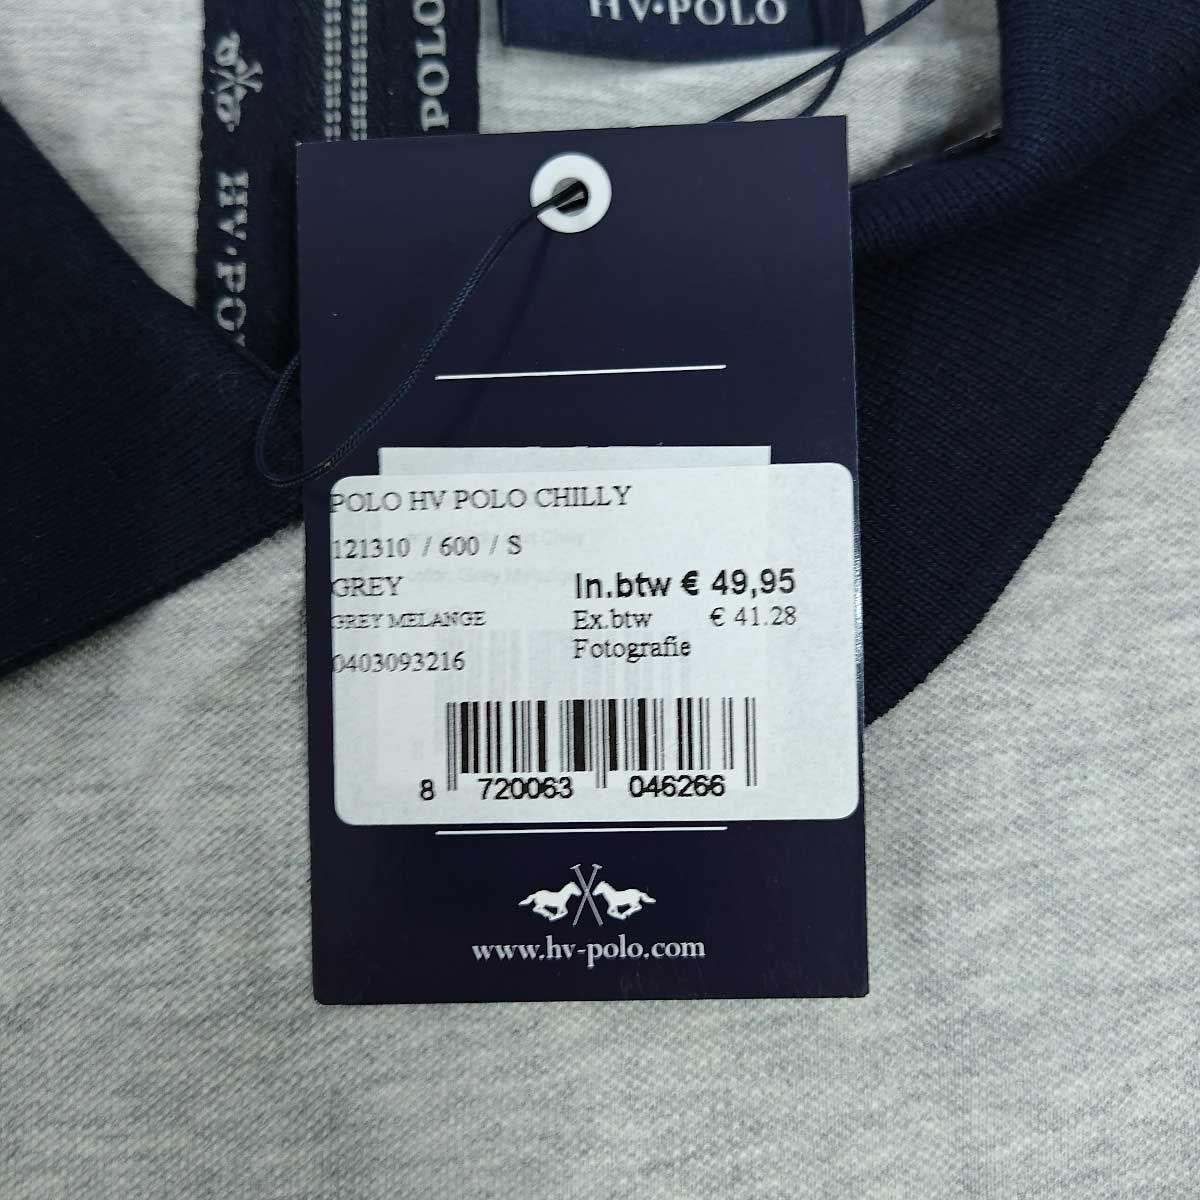 HV·POLO
POLO
HV·PO
POLO HV POLO CHILLY
121310 / 600 / S
GREY
In.btw € 49,95
GREY MELANGE
Ex.btw € 41.28
Fotografie
0403093216
8 720063 046266
www.hv-polo.com